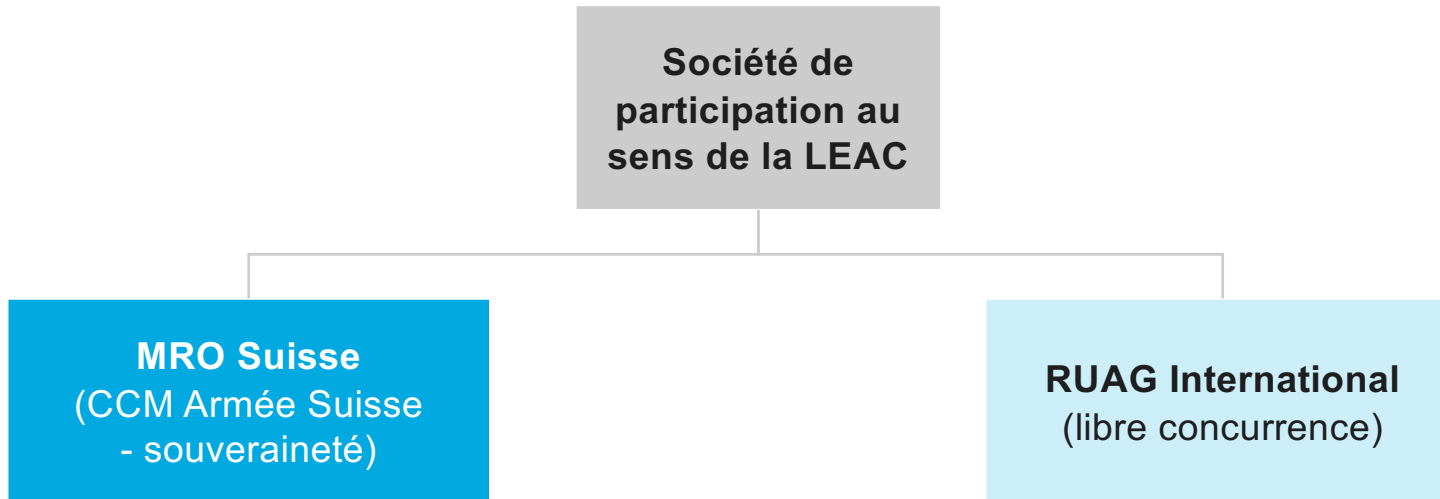 Société de
participation au
sens de la LEAC
MRO Suisse
(CCM Armée Suisse
- souveraineté)
RUAG International
(libre concurrence)